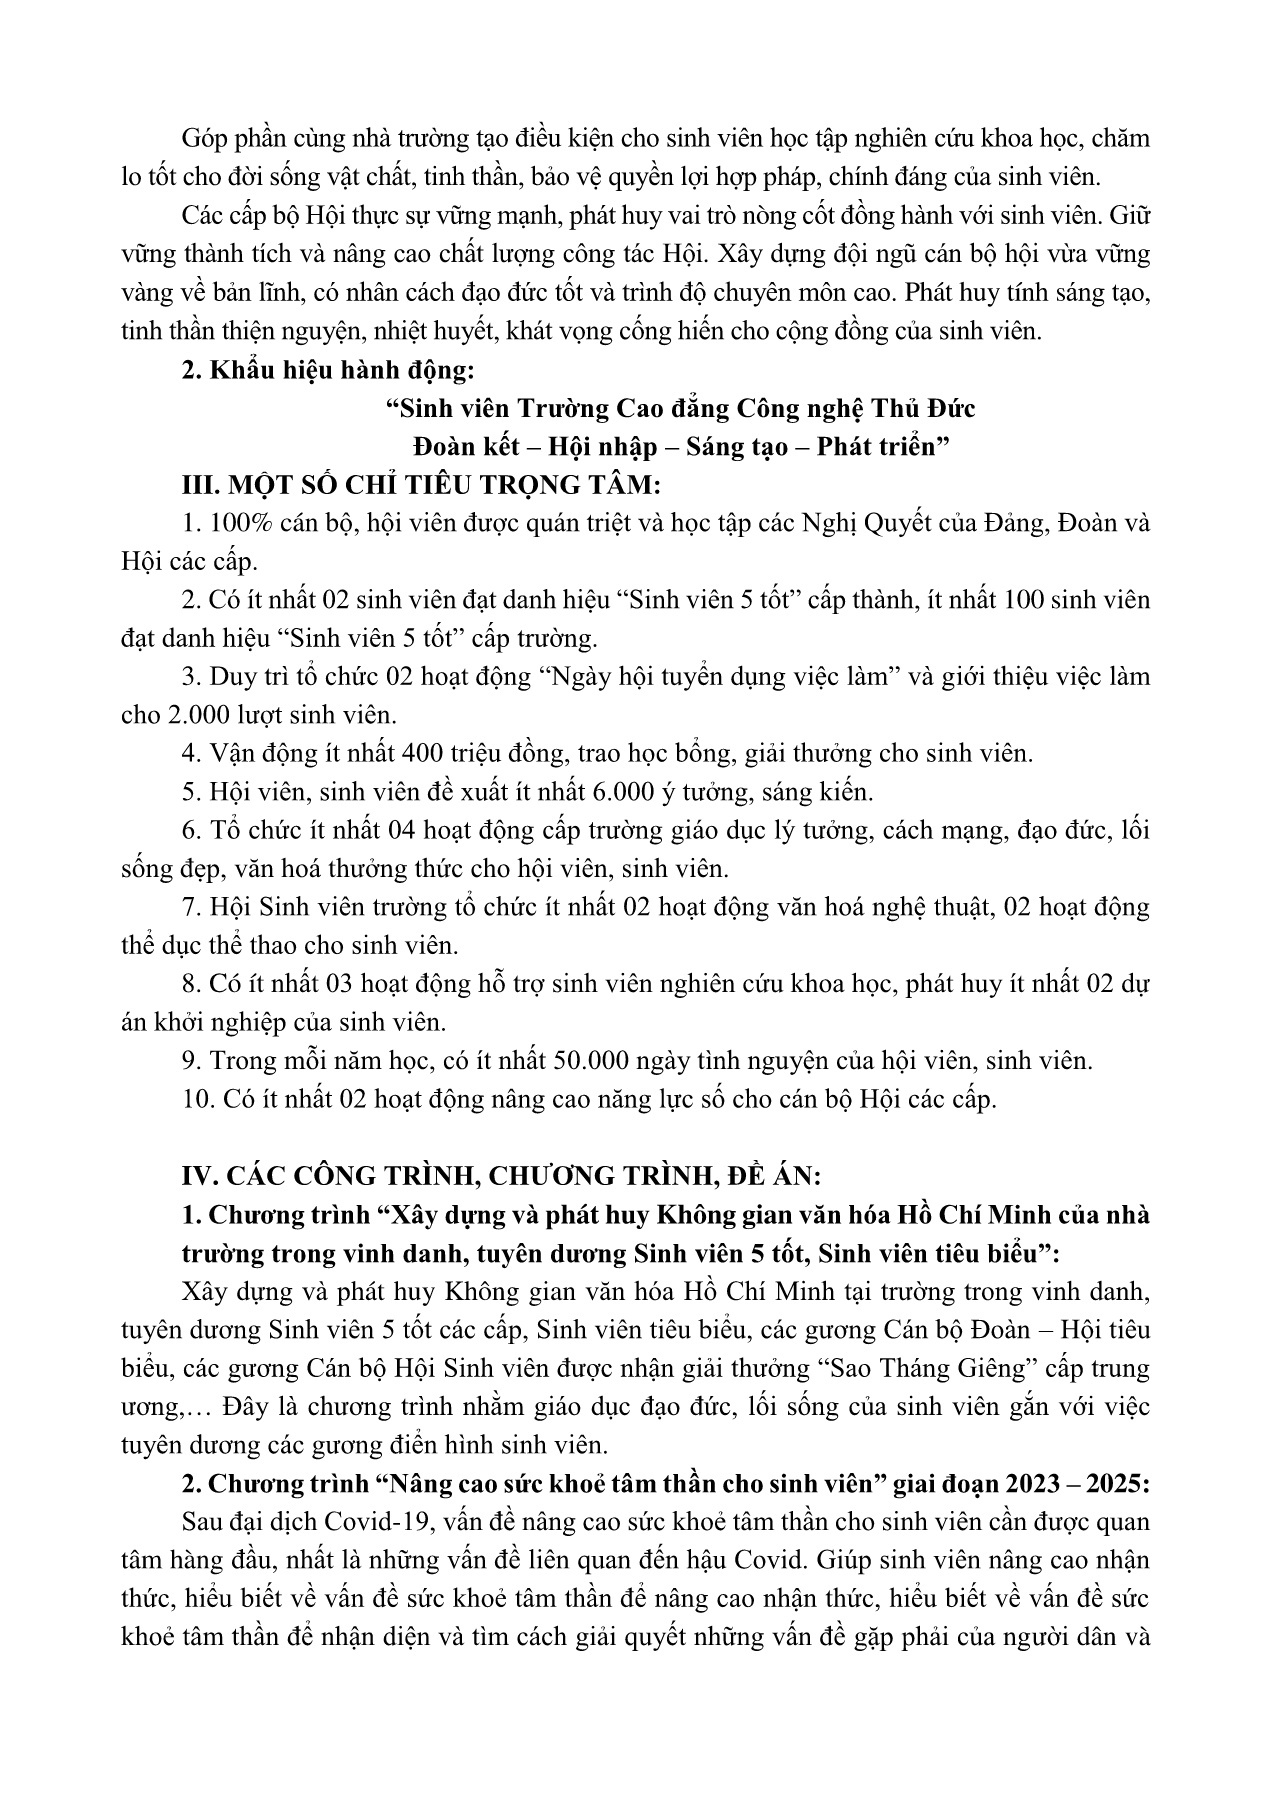 Góp phần cùng nhà trường tạo điều kiện cho sinh viên học tập nghiên cứu khoa học, chăm
lo tốt cho đời sống vật chất, tinh thần, bảo vệ quyền lợi hợp pháp, chính đáng của sinh viên.
Các cấp bộ Hội thực sự vững mạnh, phát huy vai trò nòng cốt đồng hành với sinh viên. Giữ
vững thành tích và nâng cao chất lượng công tác Hội. Xây dựng đội ngũ cán bộ hội vừa vững
vàng về bản lĩnh, có nhân cách đạo đức tốt và trình độ chuyên môn cao. Phát huy tính sáng tạo,
tinh thần thiện nguyện, nhiệt huyết, khát vọng cống hiến cho cộng đồng của sinh viên.
2. Khẩu hiệu hành động:
“Sinh viên Trường Cao đẳng Công nghệ Thủ Đức
Đoàn kết – Hội nhập – Sáng tạo – Phát triển”
III. MỘT SỐ CHỈ TIÊU TRỌNG TÂM:
1. 100% cán bộ, hội viên được quán triệt và học tập các Nghị Quyết của Đảng, Đoàn và
Hội các cấp.
2. Có ít nhất 02 sinh viên đạt danh hiệu “Sinh viên 5 tốt” cấp thành, ít nhất 100 sinh viên
đạt danh hiệu “Sinh viên 5 tốt” cấp trường.
3. Duy trì tổ chức 02 hoạt động “Ngày hội tuyển dụng việc làm” và giới thiệu việc làm
cho 2.000 lượt sinh viên.
4. Vận động ít nhất 400 triệu đồng, trao học bổng, giải thưởng cho sinh viên.
5. Hội viên, sinh viên đề xuất ít nhất 6.000 ý tưởng, sáng kiến.
6. Tổ chức ít nhất 04 hoạt động cấp trường giáo dục lý tưởng, cách mạng, đạo đức, lối
sống đẹp, văn hoá thưởng thức cho hội viên, sinh viên.
7. Hội Sinh viên trường tổ chức ít nhất 02 hoạt động văn hoá nghệ thuật, 02 hoạt động
thể dục thể thao cho sinh viên.
8. Có ít nhất 03 hoạt động hỗ trợ sinh viên nghiên cứu khoa học, phát huy ít nhất 02 dự
án khởi nghiệp của sinh viên.
9. Trong mỗi năm học, có ít nhất 50.000 ngày tình nguyện của hội viên, sinh viên.
10. Có ít nhất 02 hoạt động nâng cao năng lực số cho cán bộ Hội các cấp.
IV. CÁC CÔNG TRÌNH, CHƯƠNG TRÌNH, ĐỀ ÁN:
1. Chương trình “Xây dựng và phát huy Không gian văn hóa Hồ Chí Minh của nhà
trường trong vinh danh, tuyên dương Sinh viên 5 tốt, Sinh viên tiêu biểu”:
Xây dựng và phát huy Không gian văn hóa Hồ Chí Minh tại trường trong vinh danh,
tuyên dương Sinh viên 5 tốt các cấp, Sinh viên tiêu biểu, các gương Cán bộ Đoàn – Hội tiêu
biểu, các gương Cán bộ Hội Sinh viên được nhận giải thưởng “Sao Tháng Giêng” cấp trung
ương,… Đây là chương trình nhằm giáo dục đạo đức, lối sống của sinh viên gắn với việc
tuyên dương các gương điển hình sinh viên.
2. Chương trình “Nâng cao sức khoẻ tâm thần cho sinh viên” giai đoạn 2023 – 2025:
Sau đại dịch Covid-19, vấn đề nâng cao sức khoẻ tâm thần cho sinh viên cần được quan
tâm hàng đầu, nhất là những vấn đề liên quan đến hậu Covid. Giúp sinh viên nâng cao nhận
thức, hiểu biết về vấn đề sức khoẻ tâm thần để nâng cao nhận thức, hiểu biết về vấn đề sức
khoẻ tâm thần để nhận diện và tìm cách giải quyết những vấn đề gặp phải của người dân và